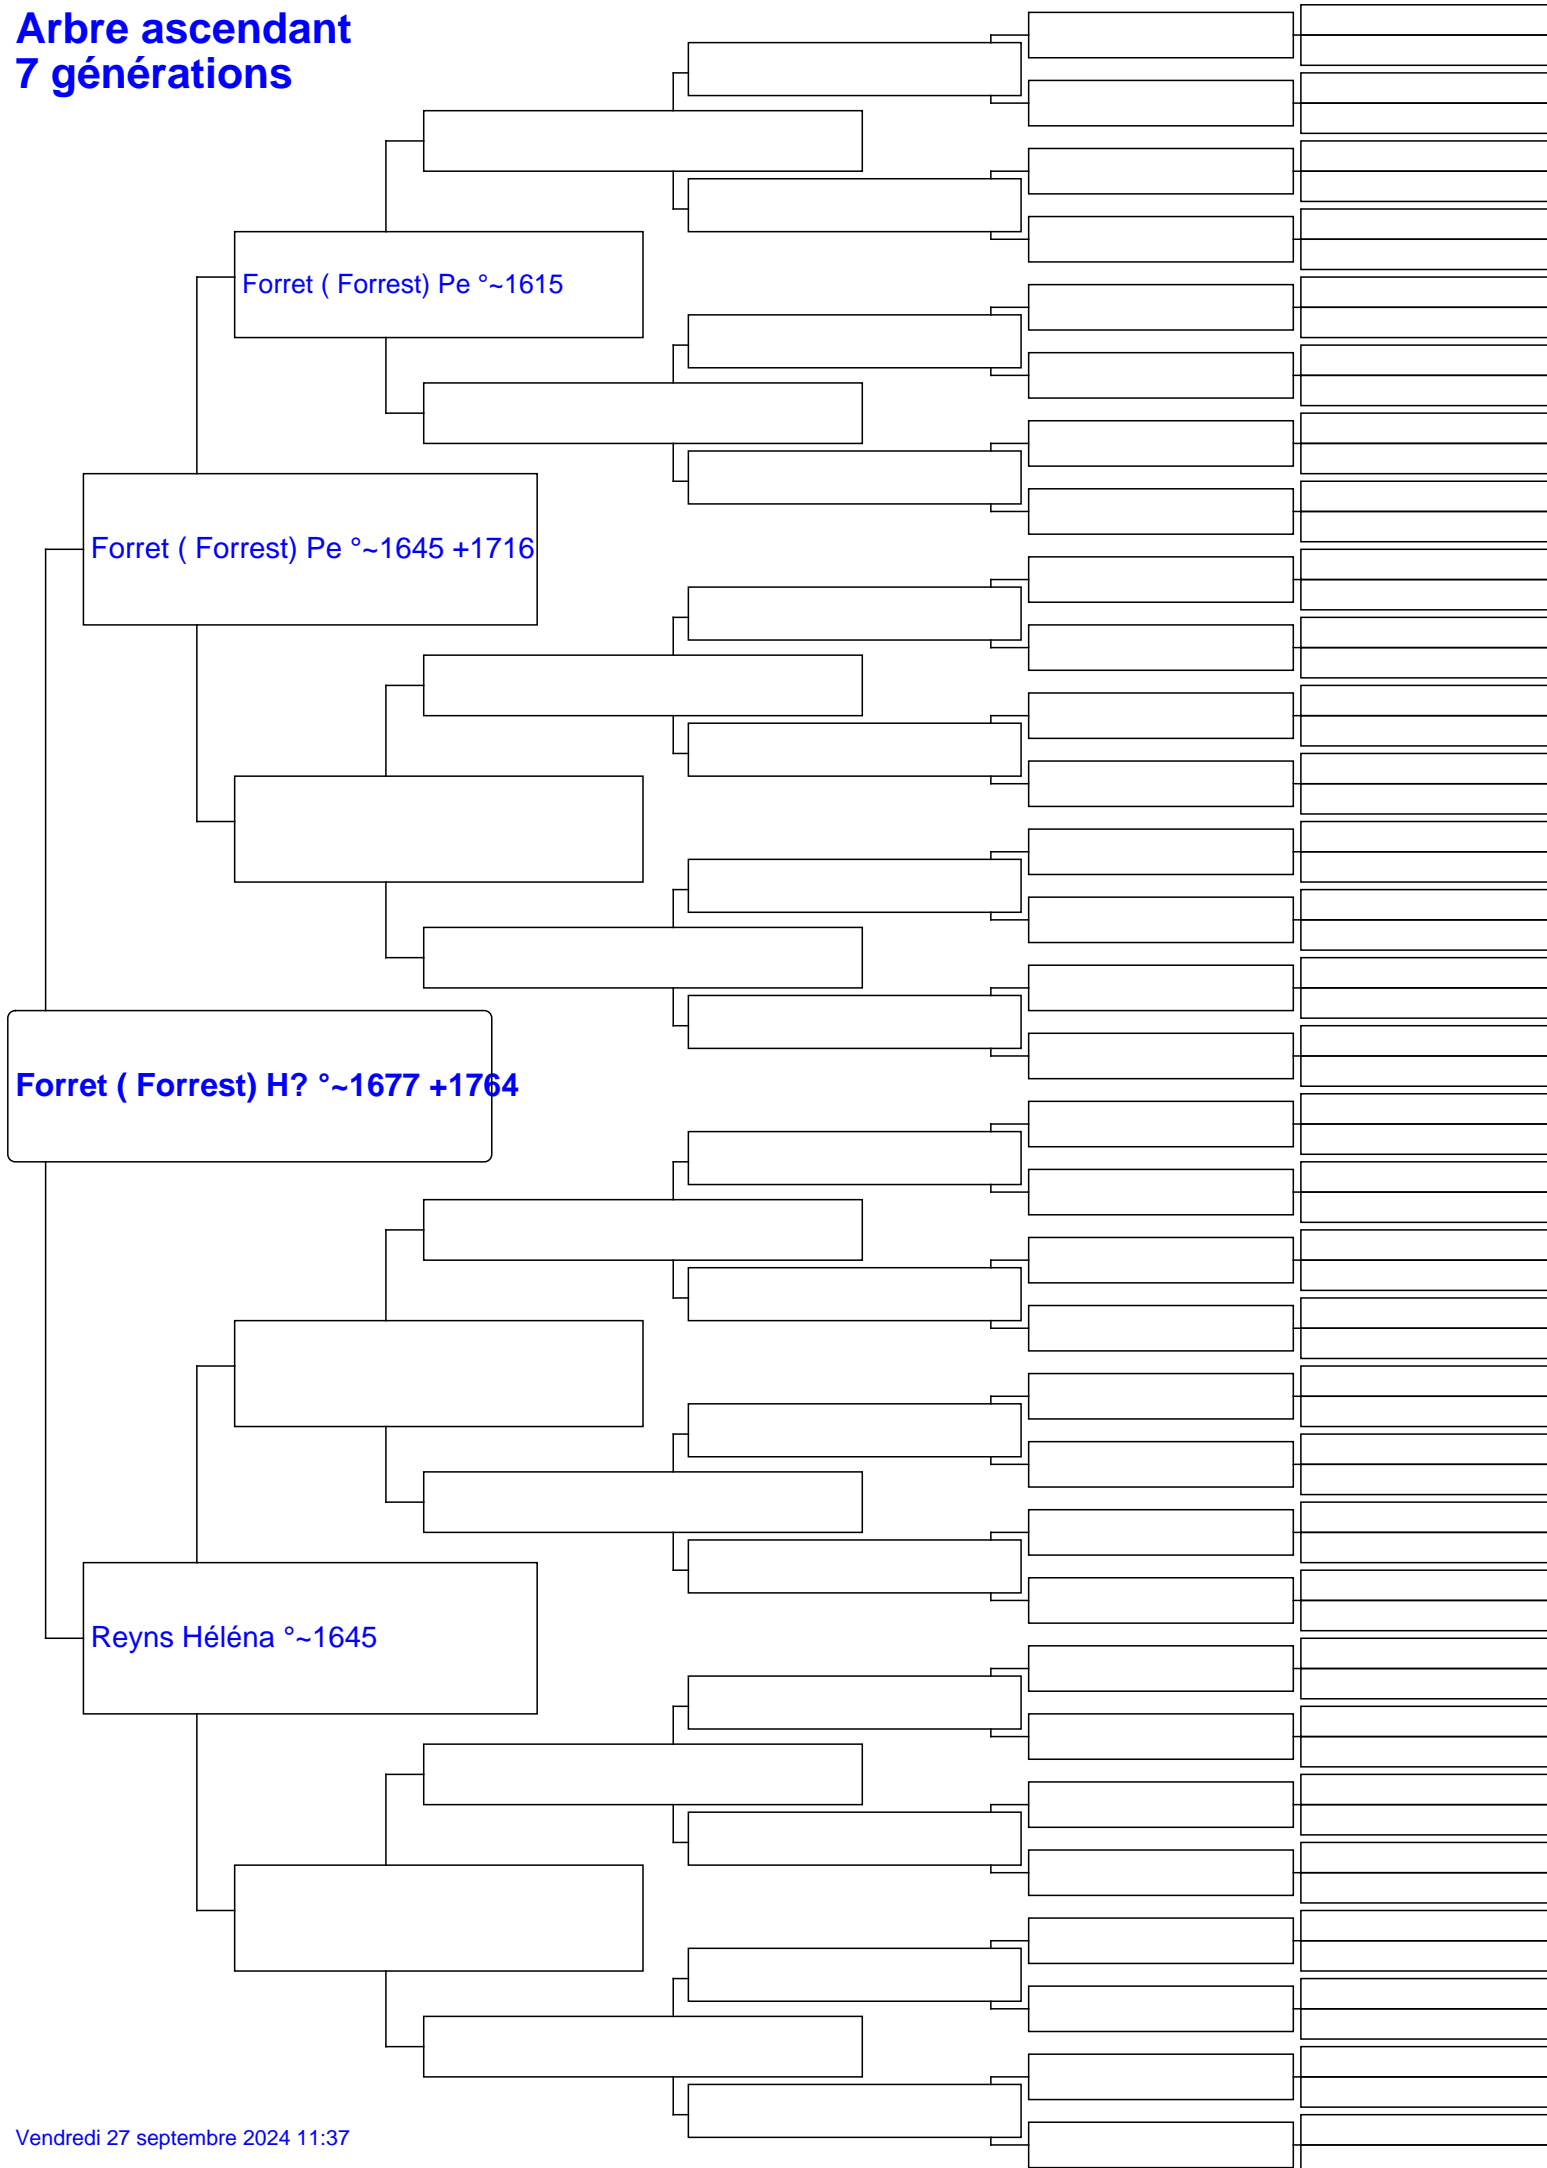 Arbre ascendant
7 générations
Forret ( Forrest) Pe °~1615
Forret ( Forrest) Pe °~1645 +1716
Forret ( Forrest) H? °~1677 +1764
Reyns Héléna °~1645
Vendredi 27 septembre 2024 11:37